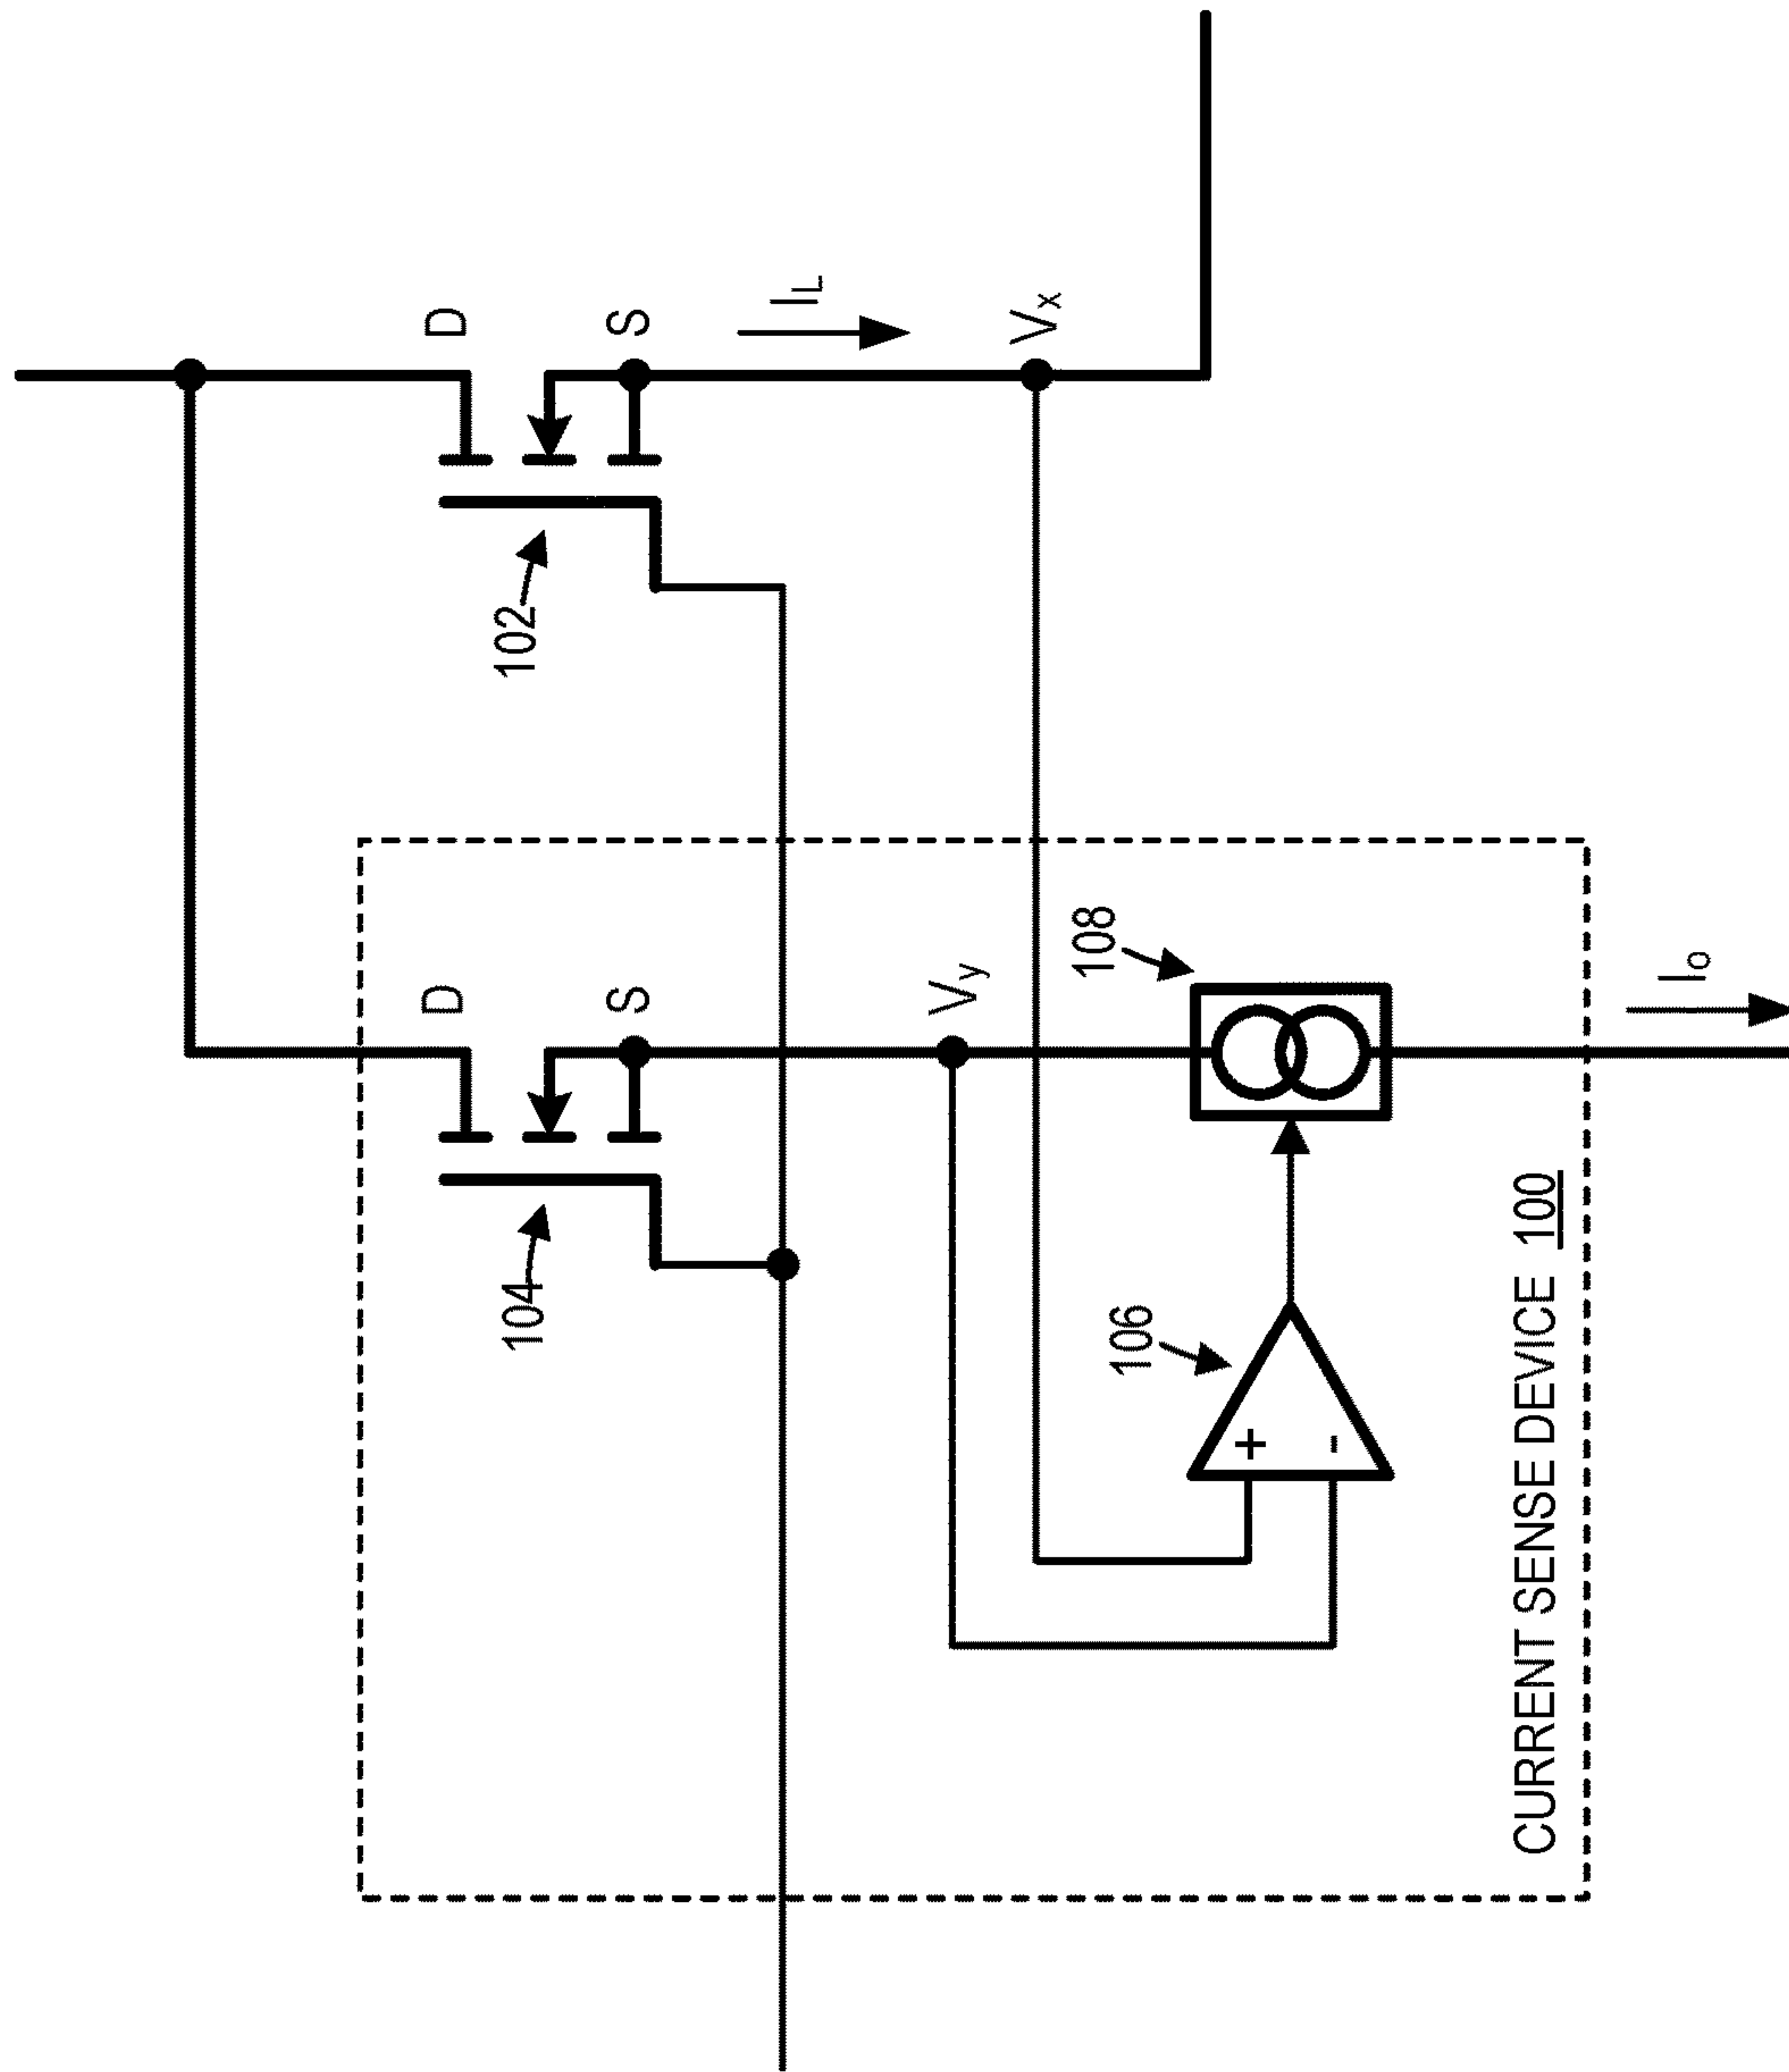 D
S
I_L
V_x
102
D
S
V_y
104
108
I_o
106
+
-
CURRENT SENSE DEVICE 100